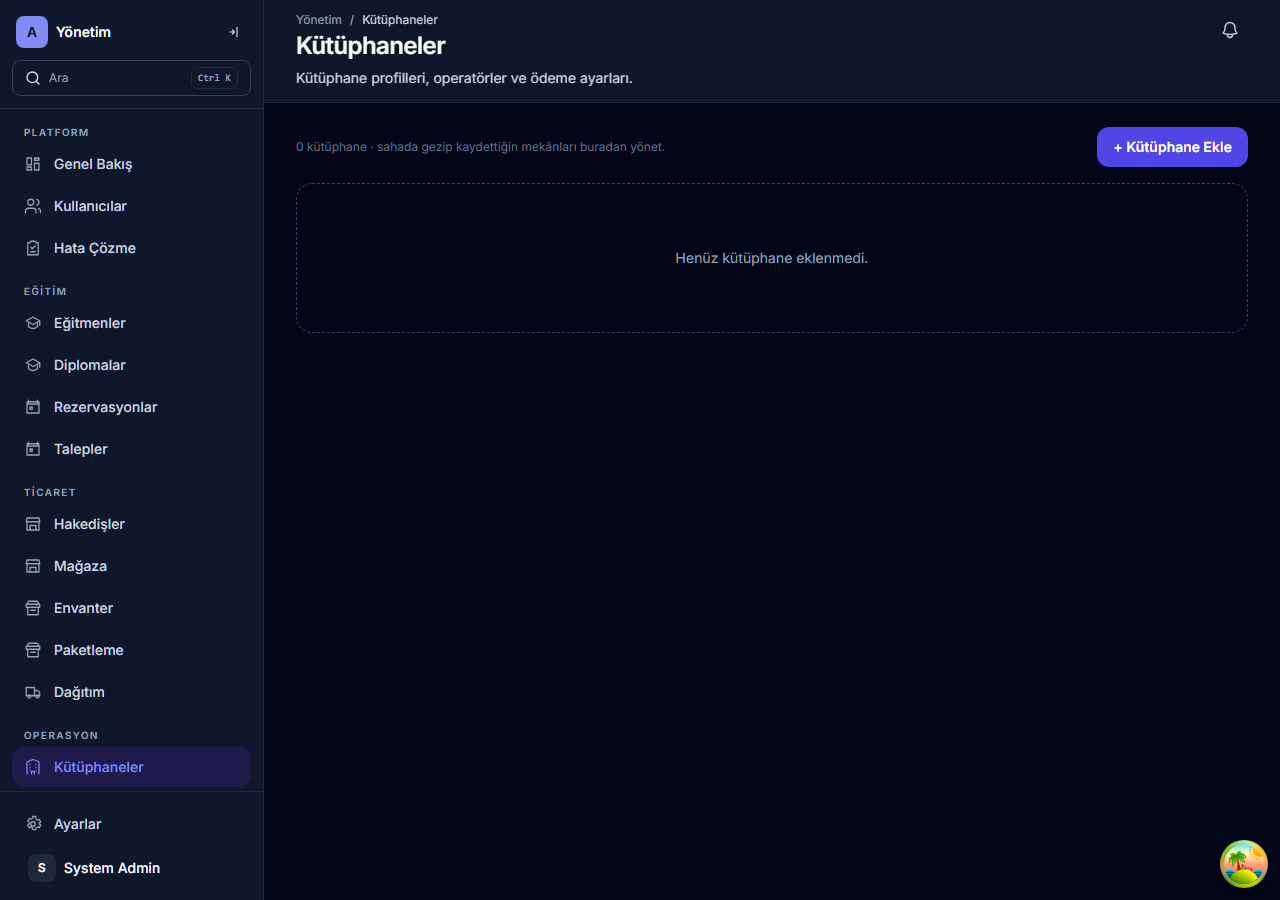 A Yönetim
Ara Ctrl K
PLATFORM
Genel Bakış
Kullanıcılar
Hata Çözme
EĞİTİM
Eğitmenler
Diplomalar
Rezervasyonlar
Talepler
TİCARET
Hakedişler
Mağaza
Envanter
Paketleme
Dağıtım
OPERASYON
Kütüphaneler
Ayarlar
S System Admin
Yönetim / Kütüphaneler
Kütüphaneler
Kütüphane profilleri, operatörler ve ödeme ayarları.
0 kütüphane · sahada gezip kaydettiğin mekânları buradan yönet.
+ Kütüphane Ekle
Henüz kütüphane eklenmedi.